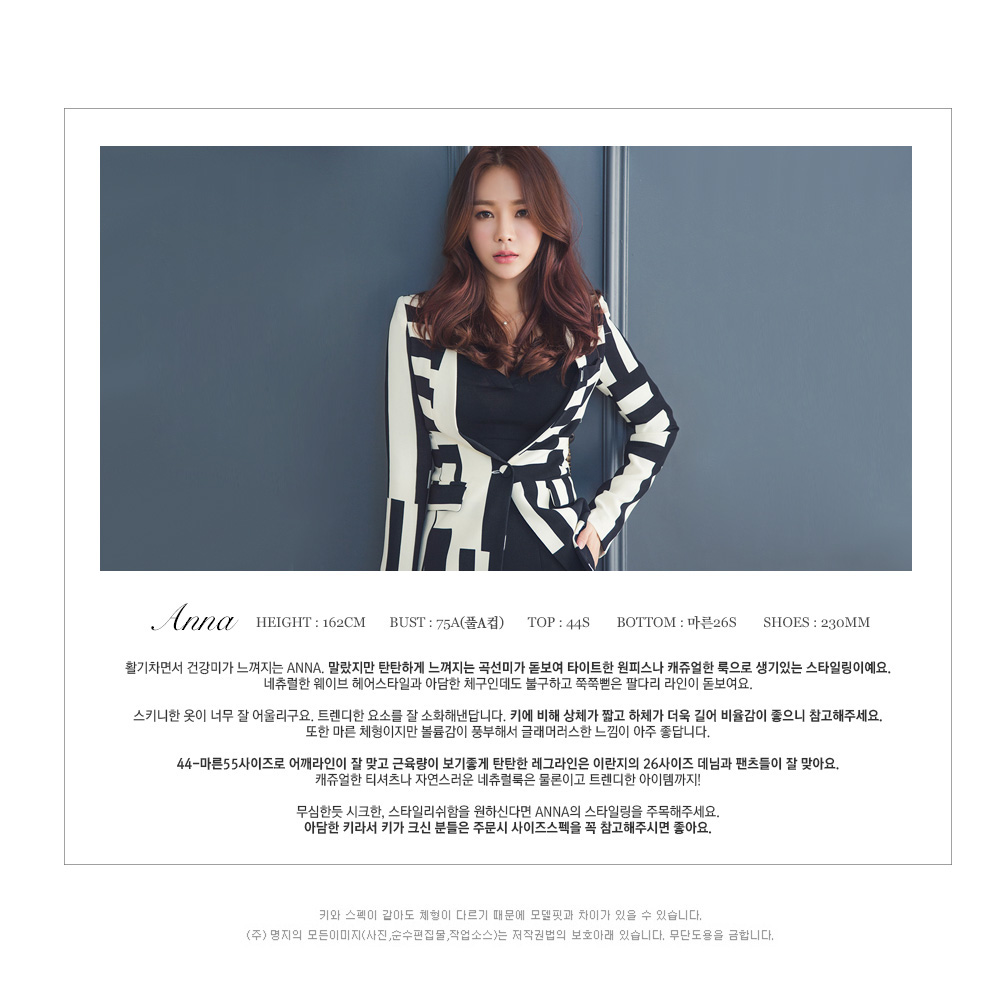 Anna HEIGHT : 162CM BUST : 75A(풀A컵) TOP : 44S BOTTOM : 마른26S SHOES : 230MM
활기차면서 건강미가 느껴지는 ANNA. 말랐지만 탄탄하게 느껴지는 곡선미가 돋보여 타이트한 원피스나 캐쥬얼한 룩으로 생기있는 스타일링이예요.
네츄럴한 웨이브 헤어스타일과 아담한 체구인데도 불구하고 쭉쭉뻗은 팔다리 라인이 돋보여요.
스키니한 옷이 너무 잘 어울리구요. 트렌디한 요소를 잘 소화해낸답니다. 키에 비해 상체가 짧고 하체가 더욱 길어 비율감이 좋으니 참고해주세요.
또한 마른 체형이지만 볼륨감이 풍부해서 글래머러스한 느낌이 아주 좋답니다.
44-마른55사이즈로 어깨라인이 잘 맞고 근육량이 보기좋게 탄탄한 레그라인은 이란지의 26사이즈 데님과 팬츠들이 잘 맞아요.
캐쥬얼한 티셔츠나 자연스러운 네츄럴룩은 물론이고 트렌디한 아이템까지!
무심한듯 시크한, 스타일리쉬함을 원하신다면 ANNA의 스타일링을 주목해주세요.
아담한 키라서 키가 크신 분들은 주문시 사이즈스펙을 꼭 참고해주시면 좋아요.
키와 스펙이 같아도 체형이 다르기 때문에 모델핏과 차이가 있을 수 있습니다.
(주) 명지의 모든이미지(사진,순수편집물,작업소스)는 저작권법의 보호아래 있습니다. 무단도용을 금합니다.